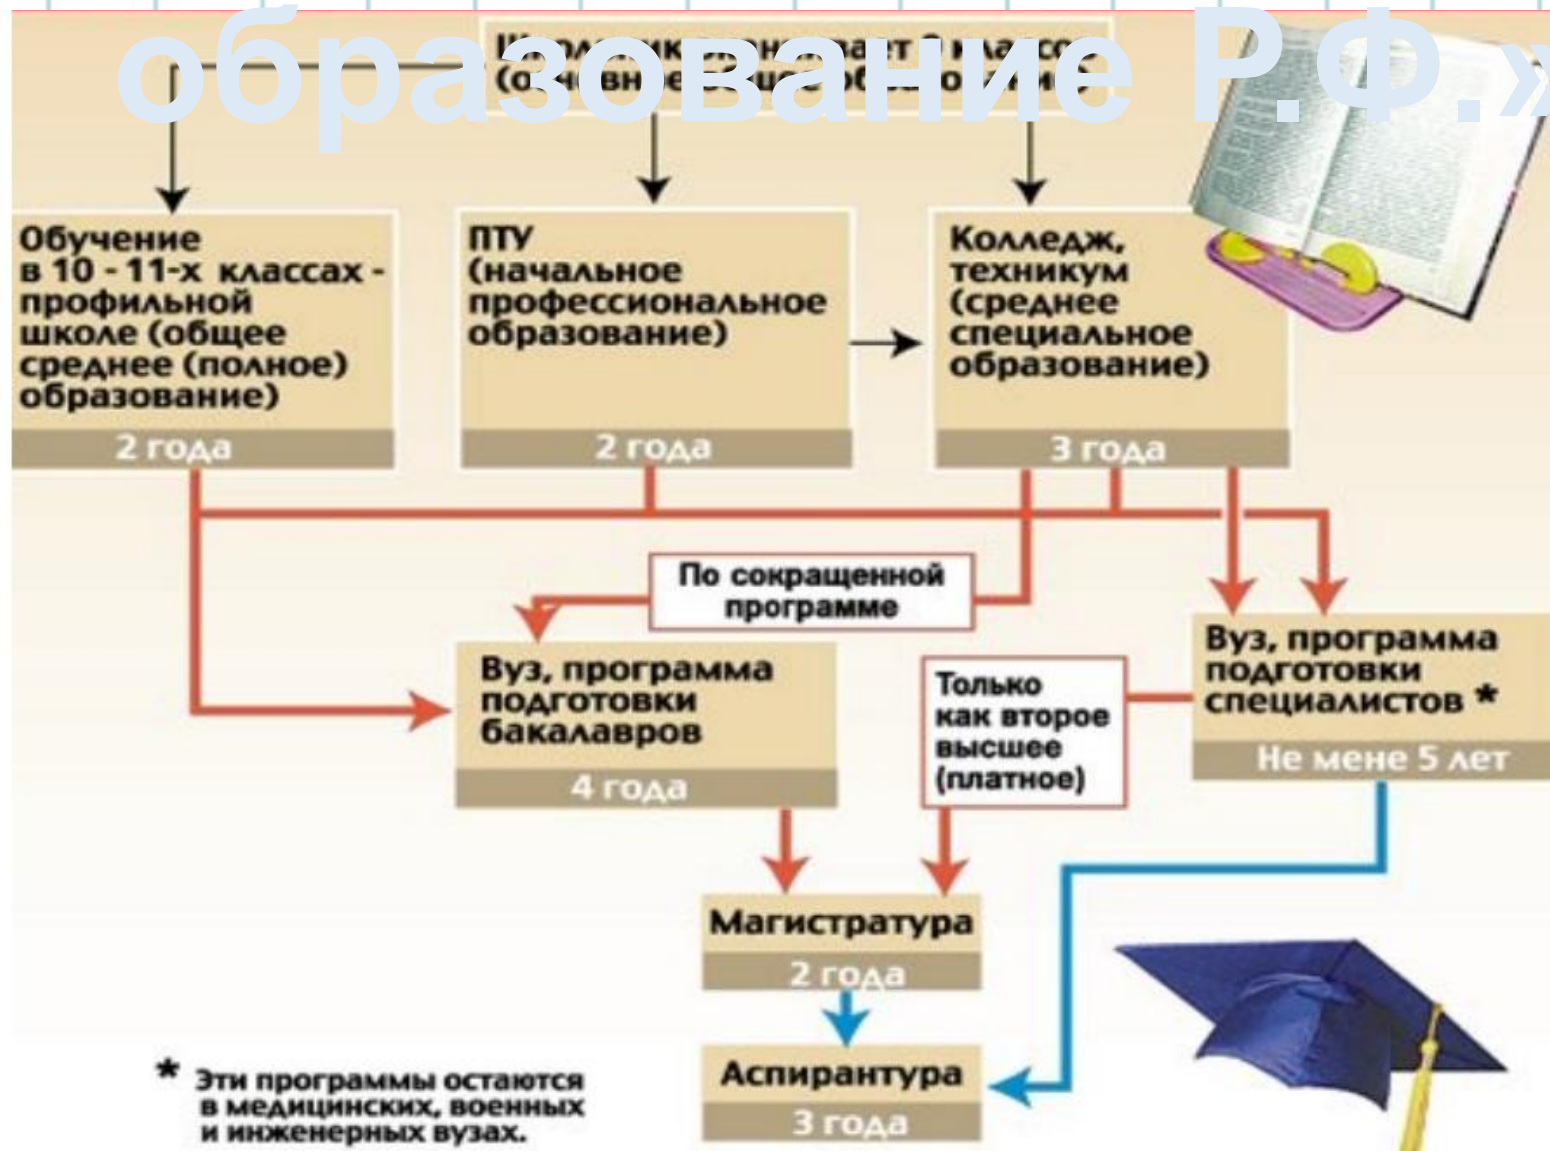 образование Р.Ф.»
Обучение
в 10 - 11-х классах -
профильной
школе (общее
среднее (полное)
образование)
2 года
ПТУ
(начальное
профессиональное
образование)
2 года
Колледж,
техникум
(среднее
специальное
образование)
3 года
По сокращенной
программе
Вуз, программа
подготовки
бакалавров
4 года
Только
как второе
высшее
(платное)
Вуз, программа
подготовки
специалистов *
Не мене 5 лет
Магистратура
2 года
Аспирантура
3 года
* Эти программы остаются
в медицинских, военных
и инженерных вузах.